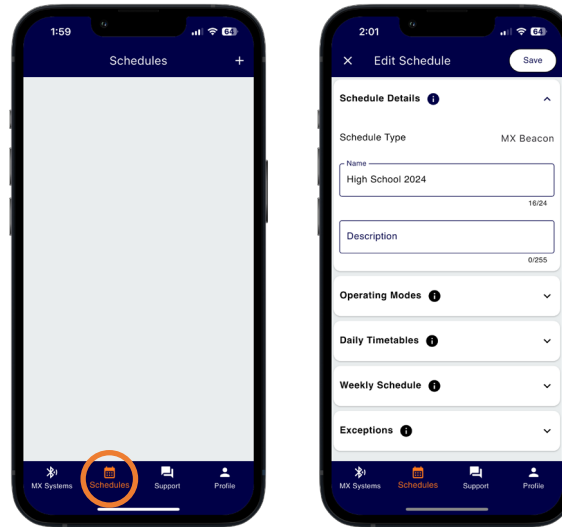 1:59
64
Schedules
+
MX Systems
Schedules
Support
Profile
2:01
64
Edit Schedule
Save
Schedule Details
Schedule Type MX Beacon
Name
High School 2024
16/24
Description
0/255
Operating Modes
Daily Timetables
Weekly Schedule
Exceptions
MX Systems
Schedules
Support
Profile